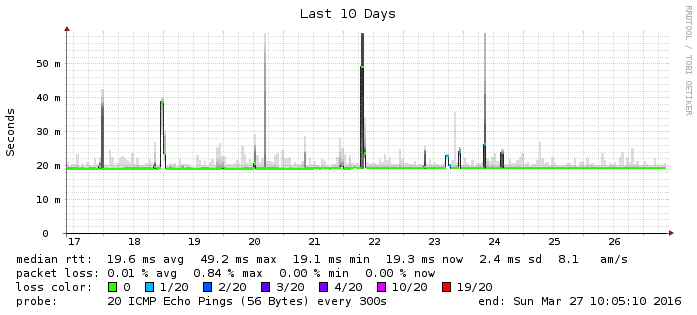 Last 10 Days
RRDTOOL / TOBI OETIKER
Seconds
50 m
40 m
30 m
20 m
10 m
0
17 18 19 20 21 22 23 24 25 26
median rtt: 19.6 ms avg 49.2 ms max 19.1 ms min 19.3 ms now 2.4 ms sd 8.1 am/s
packet loss: 0.01 % avg 0.84 % max 0.00 % min 0.00 % now
loss color: 0 1/20 2/20 3/20 4/20 10/20 19/20
probe: 20 ICMP Echo Pings (56 Bytes) every 300s end: Sun Mar 27 10:05:10 2016